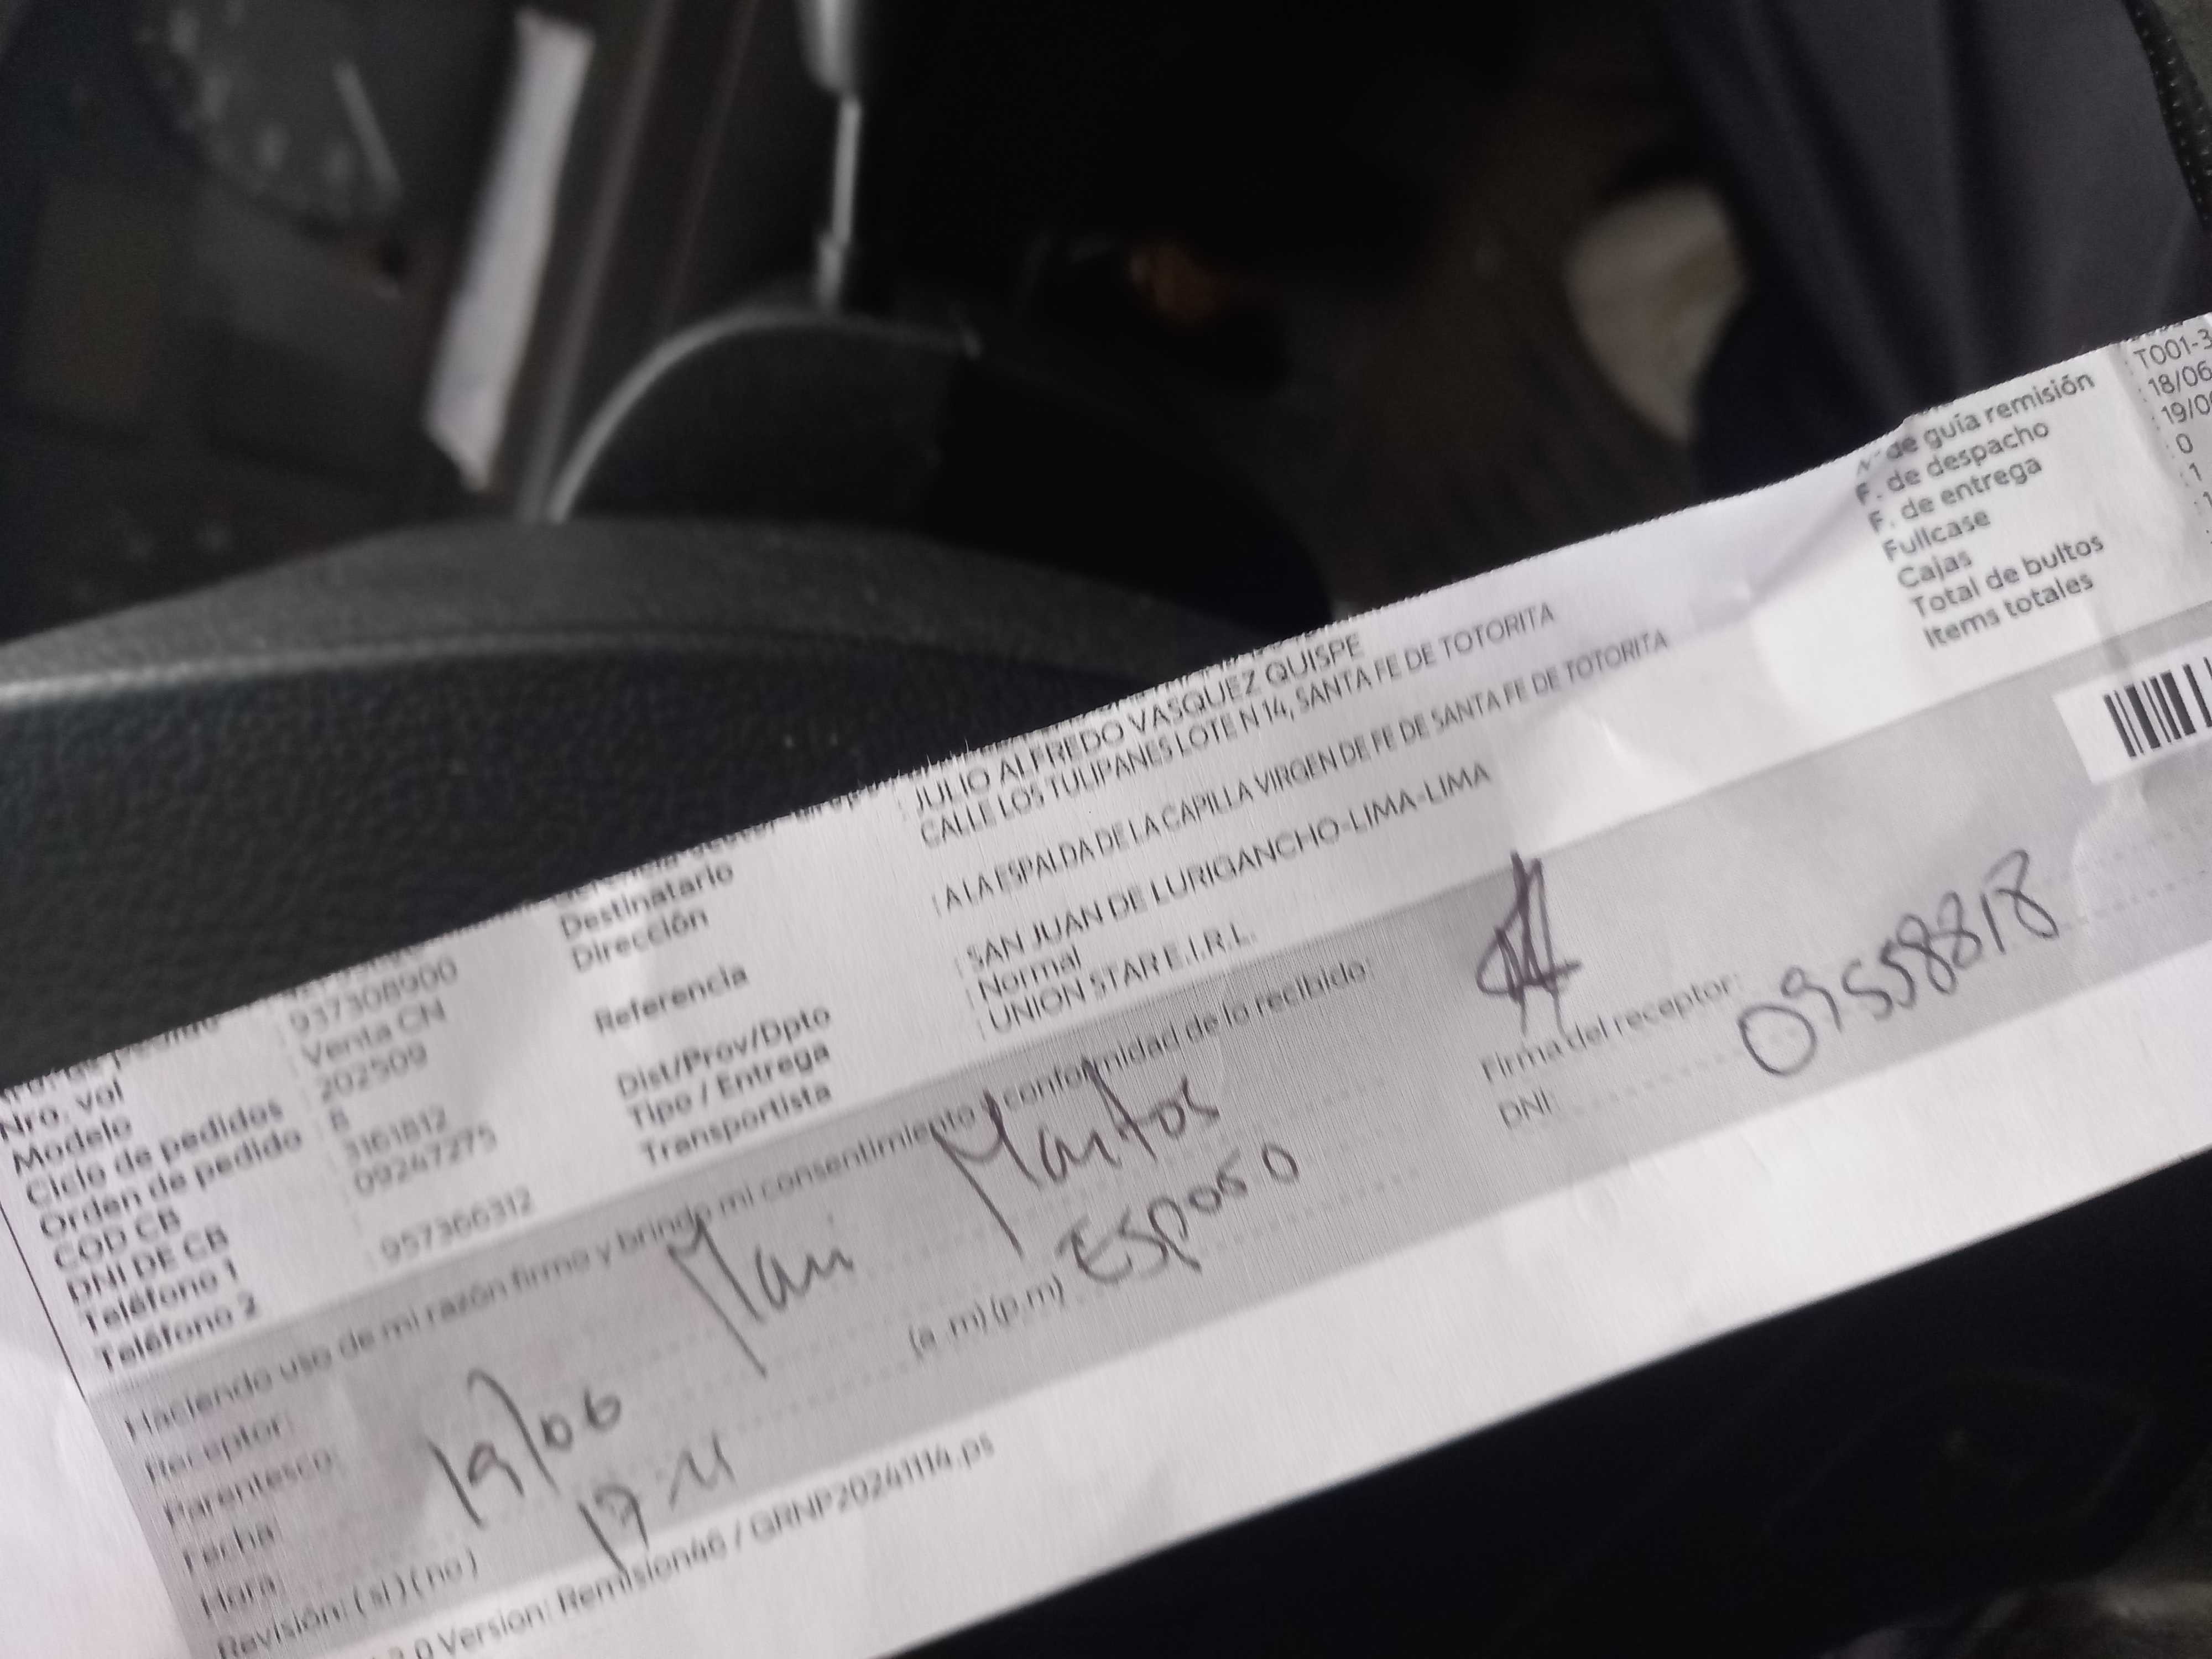 Nº de guía remisión : T001-3
F. de despacho : 18/06
F. de entrega : 19/0
Fullcase : 0
Cajas : 1
Total de bultos
Items totales
Destinatario : JULIO ALFREDO VASQUEZ QUISPE
Dirección CALLE LOS TULIPANES LOTE N 14, SANTA FE DE TOTORITA
Referencia : A LA ESPALDA DE LA CAPILLA VIRGEN DE FE DE SANTA FE DE TOTORITA
Dist/Prov/Dpto : SAN JUAN DE LURIGANCHO-LIMA-LIMA
Tipo / Entrega : Normal
Transportista : UNION STAR E.I.R.L.
Nro. vol : 937308900
Modelo : Venta CN
Ciclo de pedidos : 202509
Orden de pedido : 8
COD CB : 3161812
DNI DE CB : 09247275
Teléfono 1
Teléfono 2 : 957366312
Haciendo uso de mi razón firmo y brindo mi consentimiento y conformidad de lo recibido:
Receptor: Mari Mantos
Parentesco: Esposo
Fecha 19/06
Hora 17 (a. m) (p.m)
Revisión: ( si ) ( no )
Firma del receptor:
DNI: 09558818
Version: Remision46 / GRNP20241114.ps